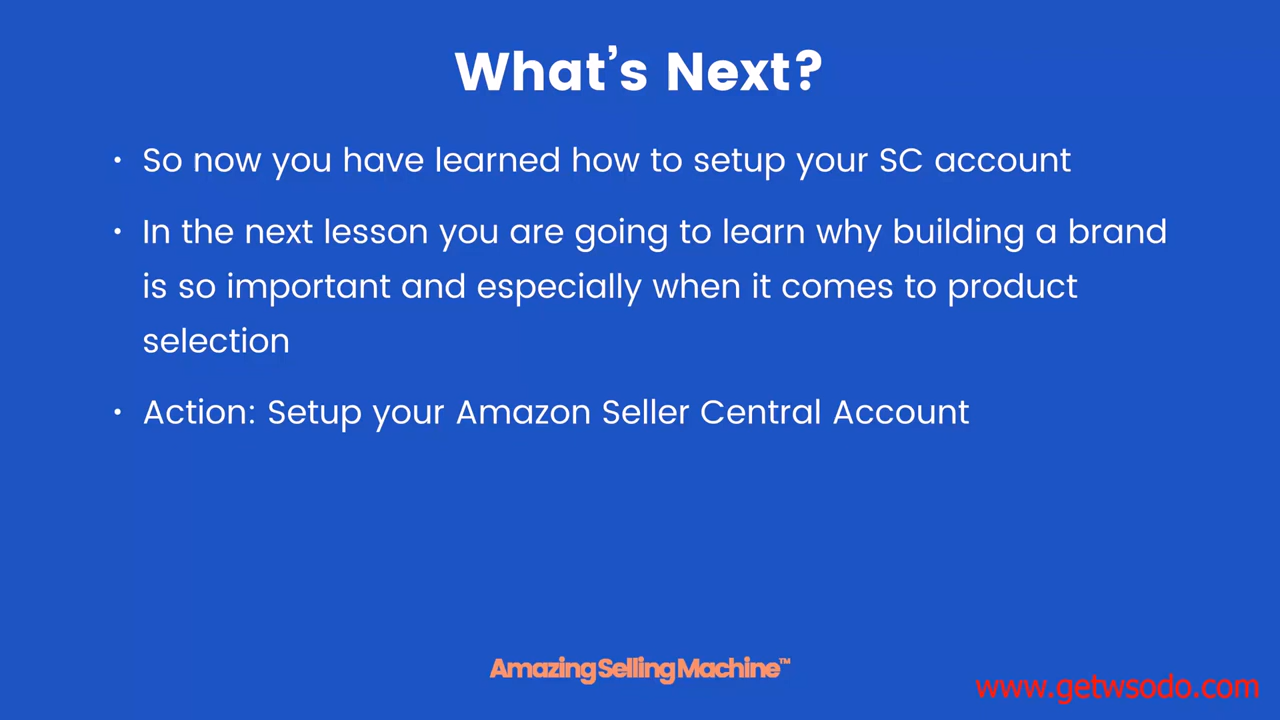 What’s Next?
• So now you have learned how to setup your SC account
• In the next lesson you are going to learn why building a brand
is so important and especially when it comes to product
selection
• Action: Setup your Amazon Seller Central Account
AmazingSellingMachine™
www.getwsodo.com